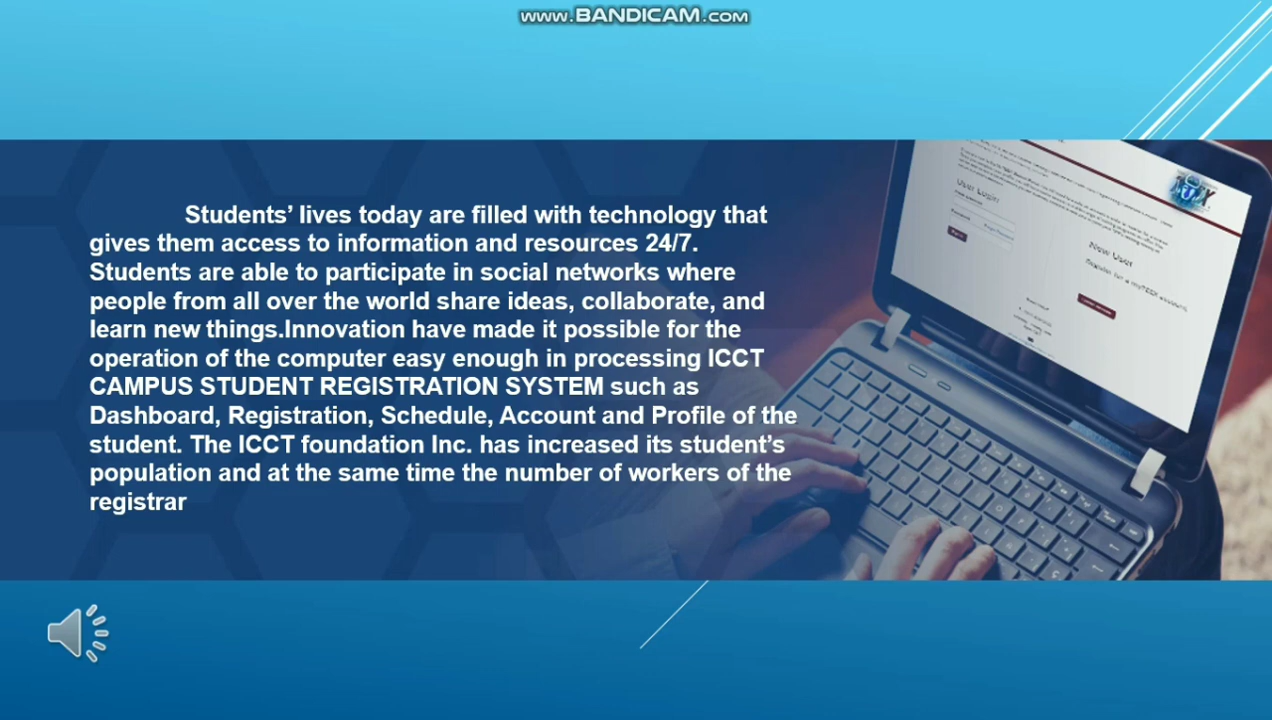 www.BANDICAM.com
Students’ lives today are filled with technology that
gives them access to information and resources 24/7.
Students are able to participate in social networks where
people from all over the world share ideas, collaborate, and
learn new things.Innovation have made it possible for the
operation of the computer easy enough in processing ICCT
CAMPUS STUDENT REGISTRATION SYSTEM such as
Dashboard, Registration, Schedule, Account and Profile of the
student. The ICCT foundation Inc. has increased its student’s
population and at the same time the number of workers of the
registrar
User Login
New User